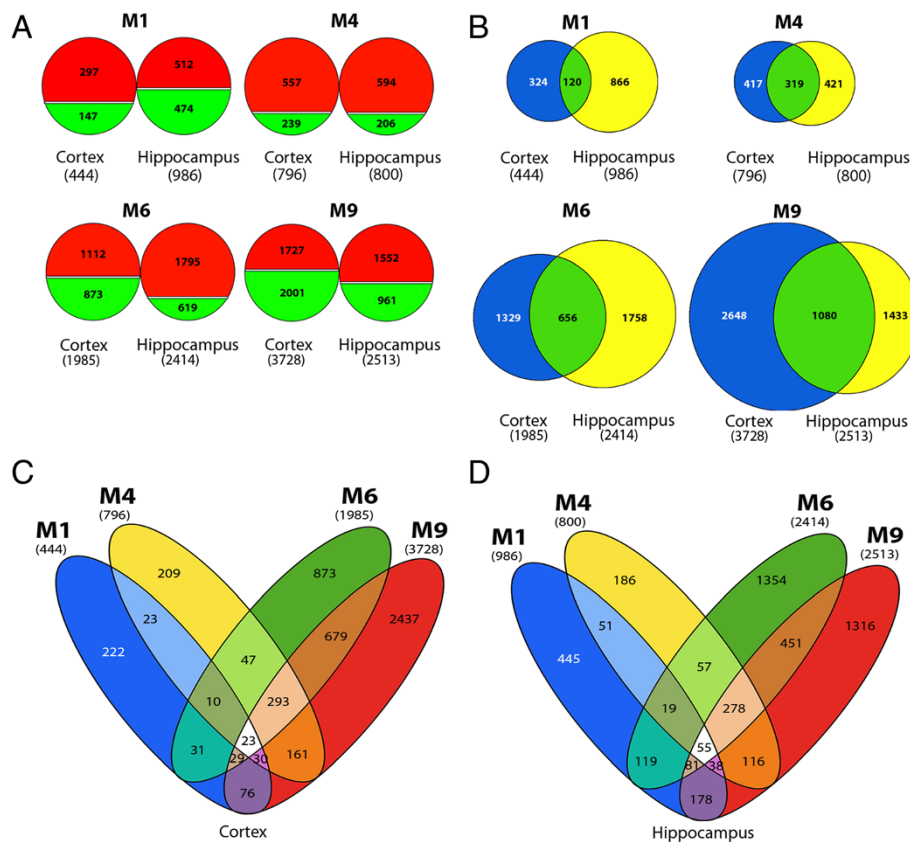 A
M1
M4
297
512
557
594
147
474
239
206
Cortex
Hippocampus
Cortex
Hippocampus
(444)
(986)
(796)
(800)
M6
M9
1112
1795
1727
1552
873
619
2001
961
Cortex
Hippocampus
Cortex
Hippocampus
(1985)
(2414)
(3728)
(2513)
B
M1
M4
324
120
866
417
319
421
Cortex
Hippocampus
Cortex
Hippocampus
(444)
(986)
(796)
(800)
M6
M9
1329
656
1758
2648
1080
1433
Cortex
Hippocampus
Cortex
Hippocampus
(1985)
(2414)
(3728)
(2513)
C
M4
(796)
M6
(1985)
M1
(444)
M9
(3728)
209
873
23
679
2437
222
47
10
293
23
31
29
30
161
76
Cortex
D
M4
(800)
M6
(2414)
M1
(986)
M9
(2513)
186
1354
51
451
1316
445
57
19
278
55
119
81
38
116
178
Hippocampus